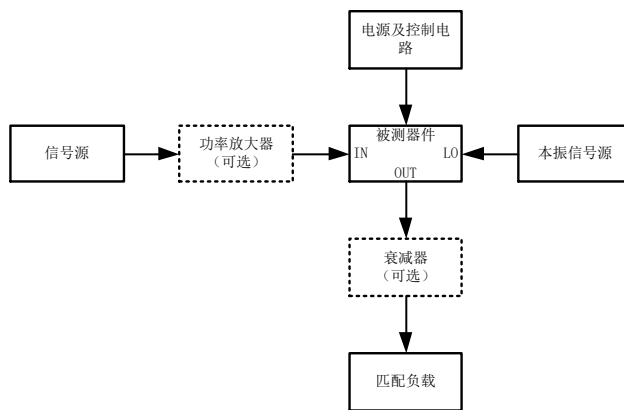 电源及控制电
路
信号源
功率放大器
（可选）
被测器件
IN
LO
OUT
本振信号源
衰减器
（可选）
匹配负载